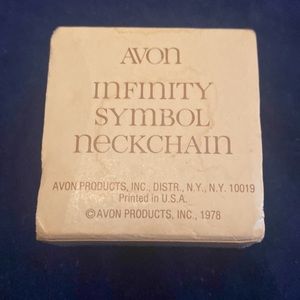 AVON
INFINITY
SYMBOL
NECKCHAIN
AVON PRODUCTS, INC., DISTR., N.Y., N.Y. 10019
Printed in U.S.A.
© AVON PRODUCTS, INC., 1978